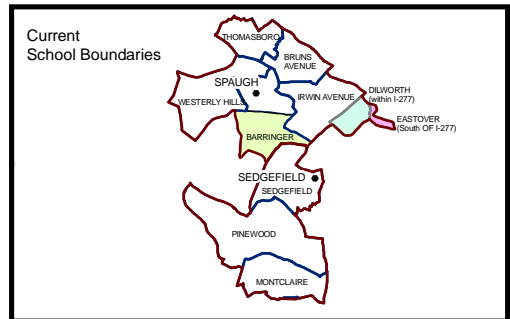 Current
School Boundaries
THOMASBORO
BRUNS
AVENUE
SPAUGH
WESTERLY HILLS
IRWIN AVENUE
DILWORTH
(within I-277)
EASTOVER
(South OF I-277)
BARRINGER
SEDGEFIELD
SEDGEFIELD
PINEWOOD
MONTCLAIRE